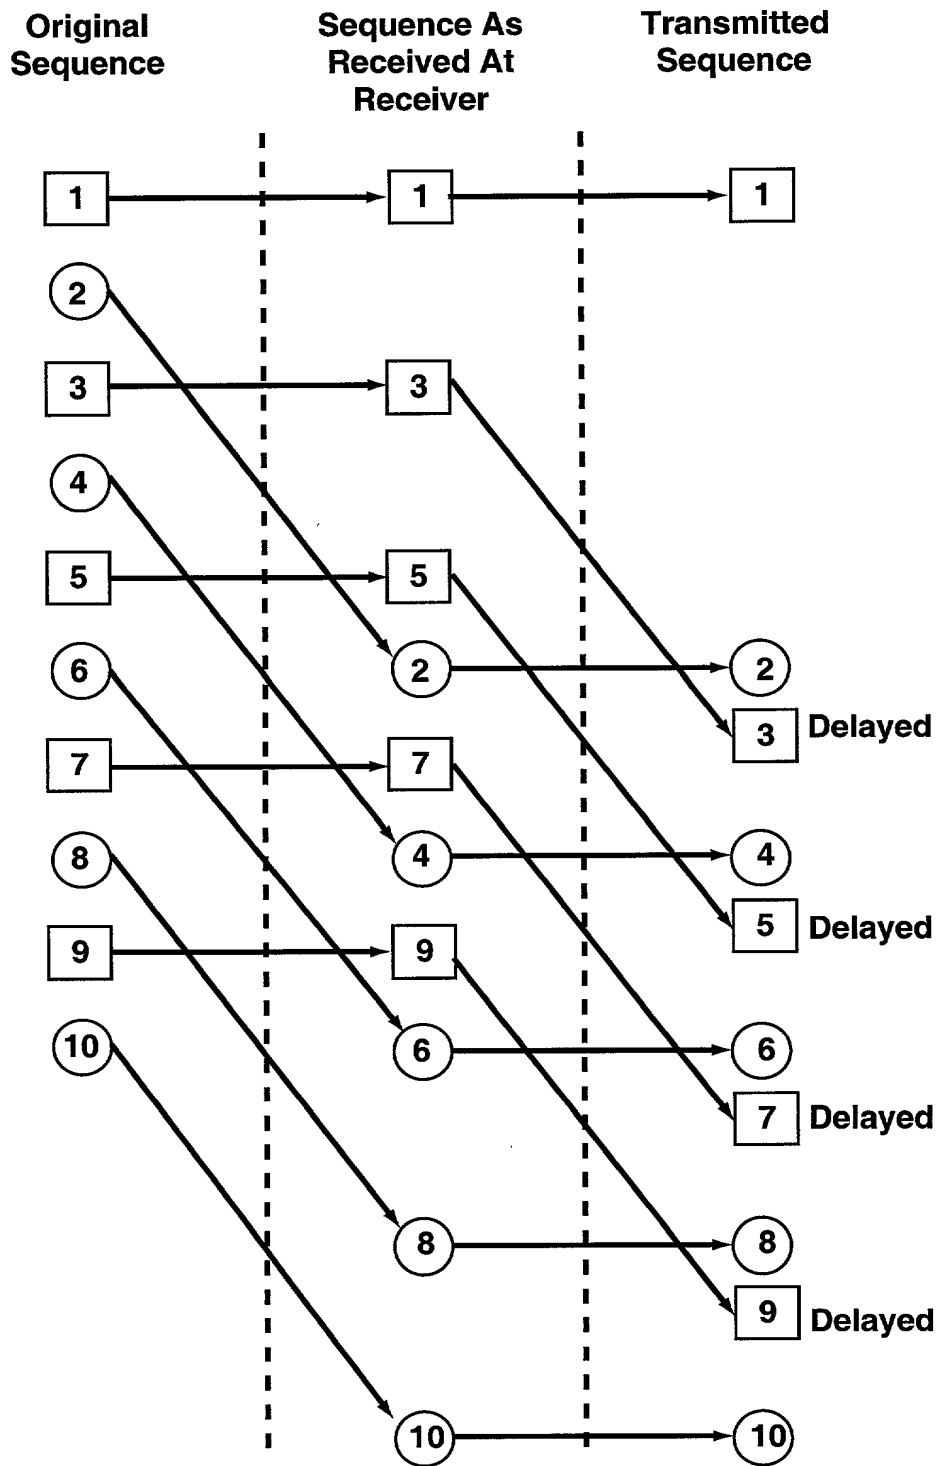 Original
Sequence
Sequence As
Received At
Receiver
Transmitted
Sequence
1
1
1
2
3
3
4
5
5
6
2
2
7
7
3 Delayed
8
4
4
9
9
5 Delayed
10
6
6
7 Delayed
8
8
9 Delayed
10
10